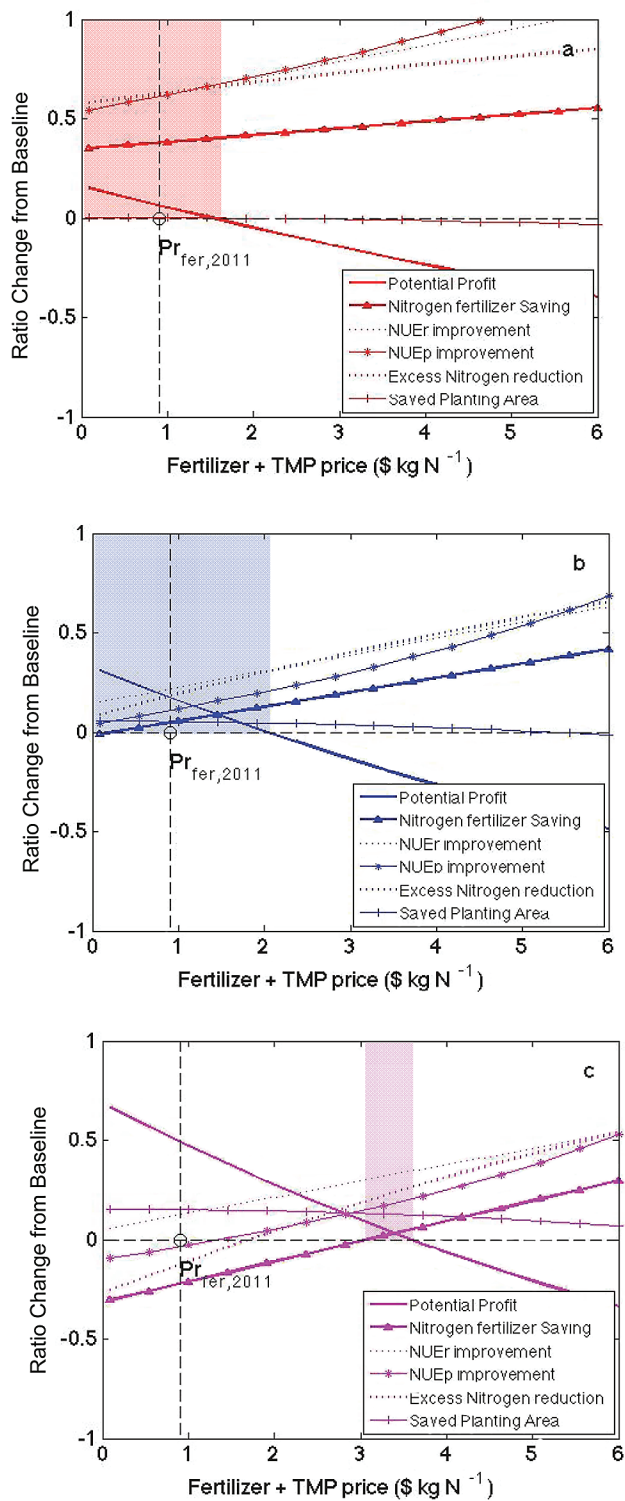 1
a
0.5
0
Pr fer,2011
-0.5
-1
Ratio Change from Baseline
Potential Profit
Nitrogen fertilizer Saving
NUEr improvement
NUEp improvement
Excess Nitrogen reduction
Saved Planting Area
0 1 2 3 4 5 6
Fertilizer + TMP price ($ kg N -1)
1
b
0.5
0
Pr fer,2011
-0.5
-1
Ratio Change from Baseline
Potential Profit
Nitrogen fertilizer Saving
NUEr improvement
NUEp improvement
Excess Nitrogen reduction
Saved Planting Area
0 1 2 3 4 5 6
Fertilizer + TMP price ($ kg N -1)
1
c
0.5
0
Pr fer,2011
-0.5
-1
Ratio Change from Baseline
Potential Profit
Nitrogen fertilizer Saving
NUEr improvement
NUEp improvement
Excess Nitrogen reduction
Saved Planting Area
0 1 2 3 4 5 6
Fertilizer + TMP price ($ kg N -1)